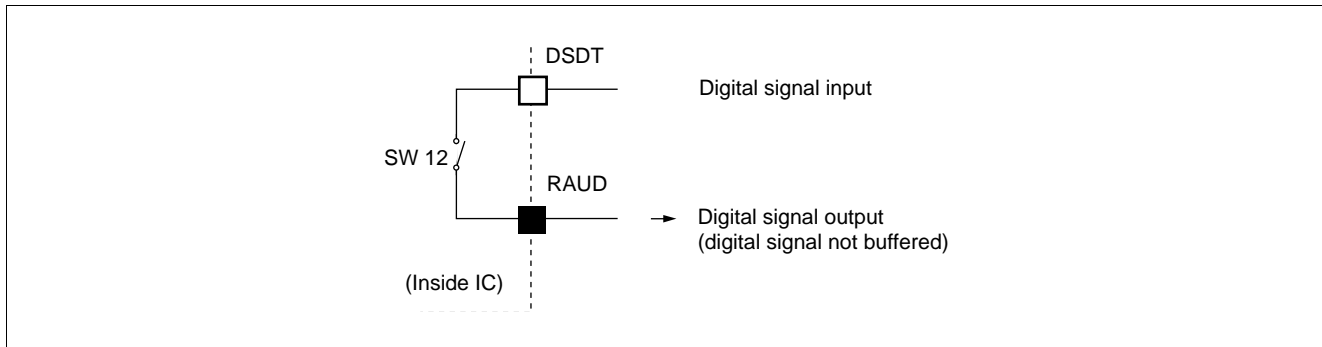 DSDT
Digital signal input
SW 12
RAUD
Digital signal output
(digital signal not buffered)
(Inside IC)